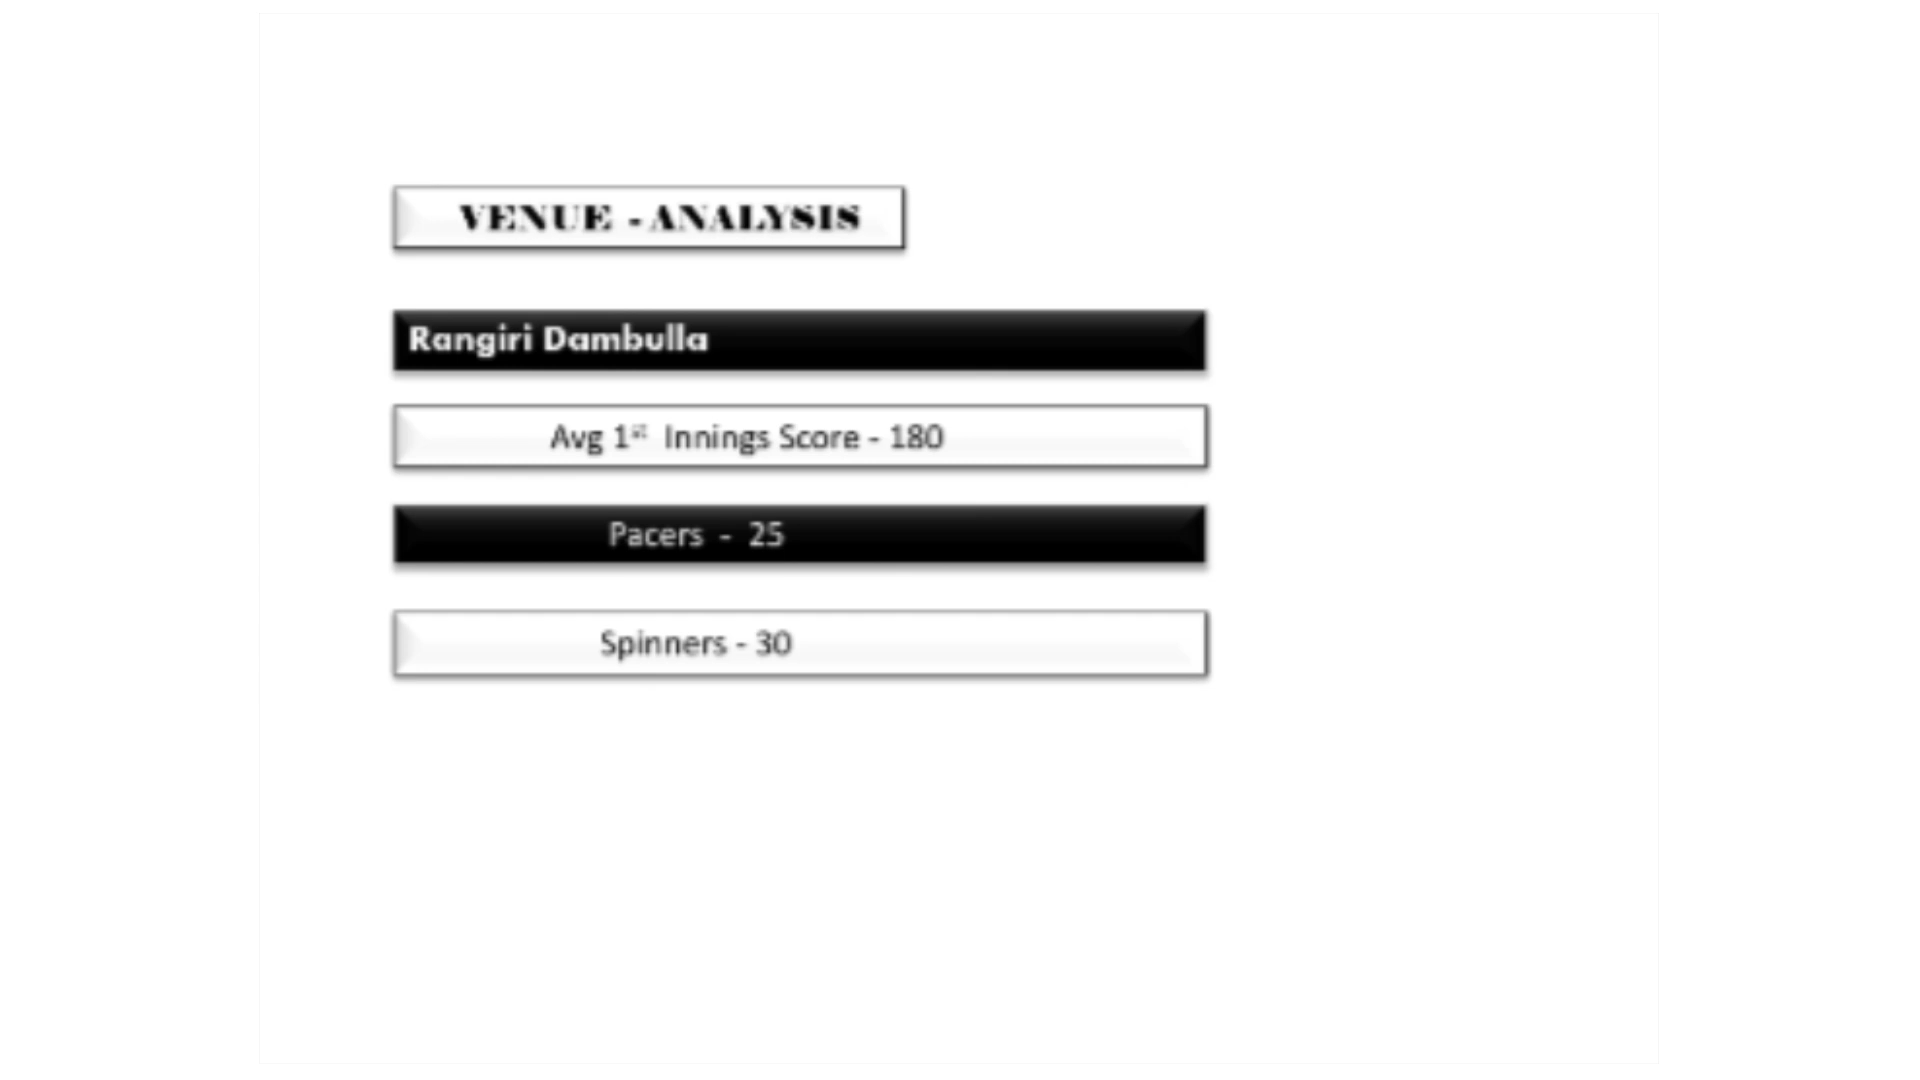 VENUE - ANALYSIS
Rangiri Dambulla
Avg 1st Innings Score - 180
Pacers - 25
Spinners - 30